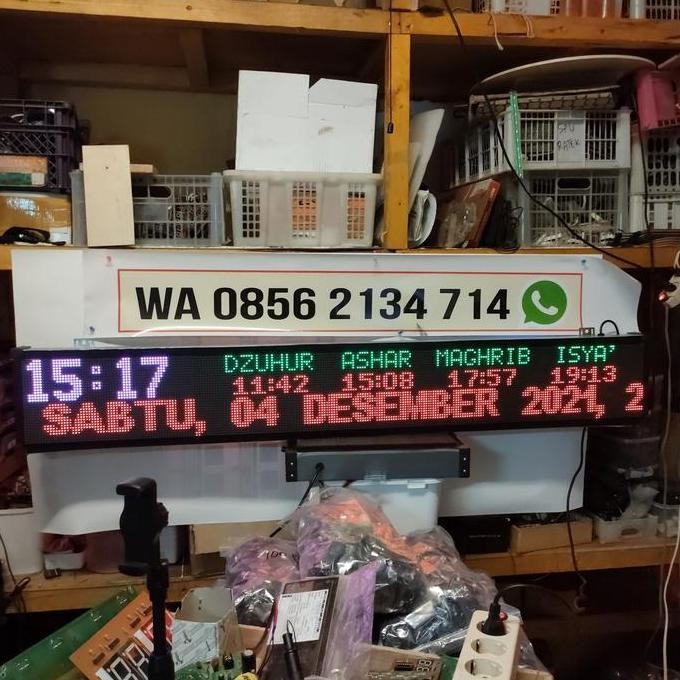 WA 0856 2134 714
15:17
DZUHUR ASHAR MAGHRIB ISYA'
11:42 15:08 17:57 19:13
SABTU, 04 DESEMBER 2021, 2